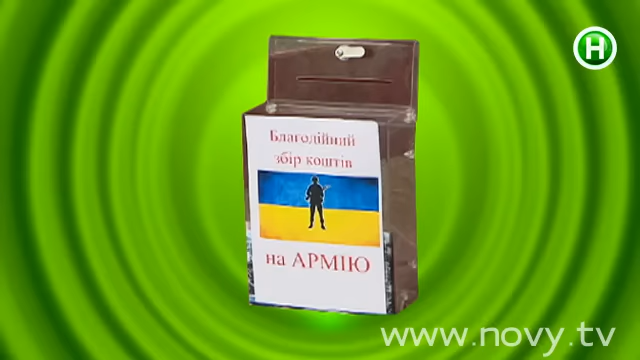 Н
Благодійний
збір коштів
на АРМІЮ
www.novy.tv